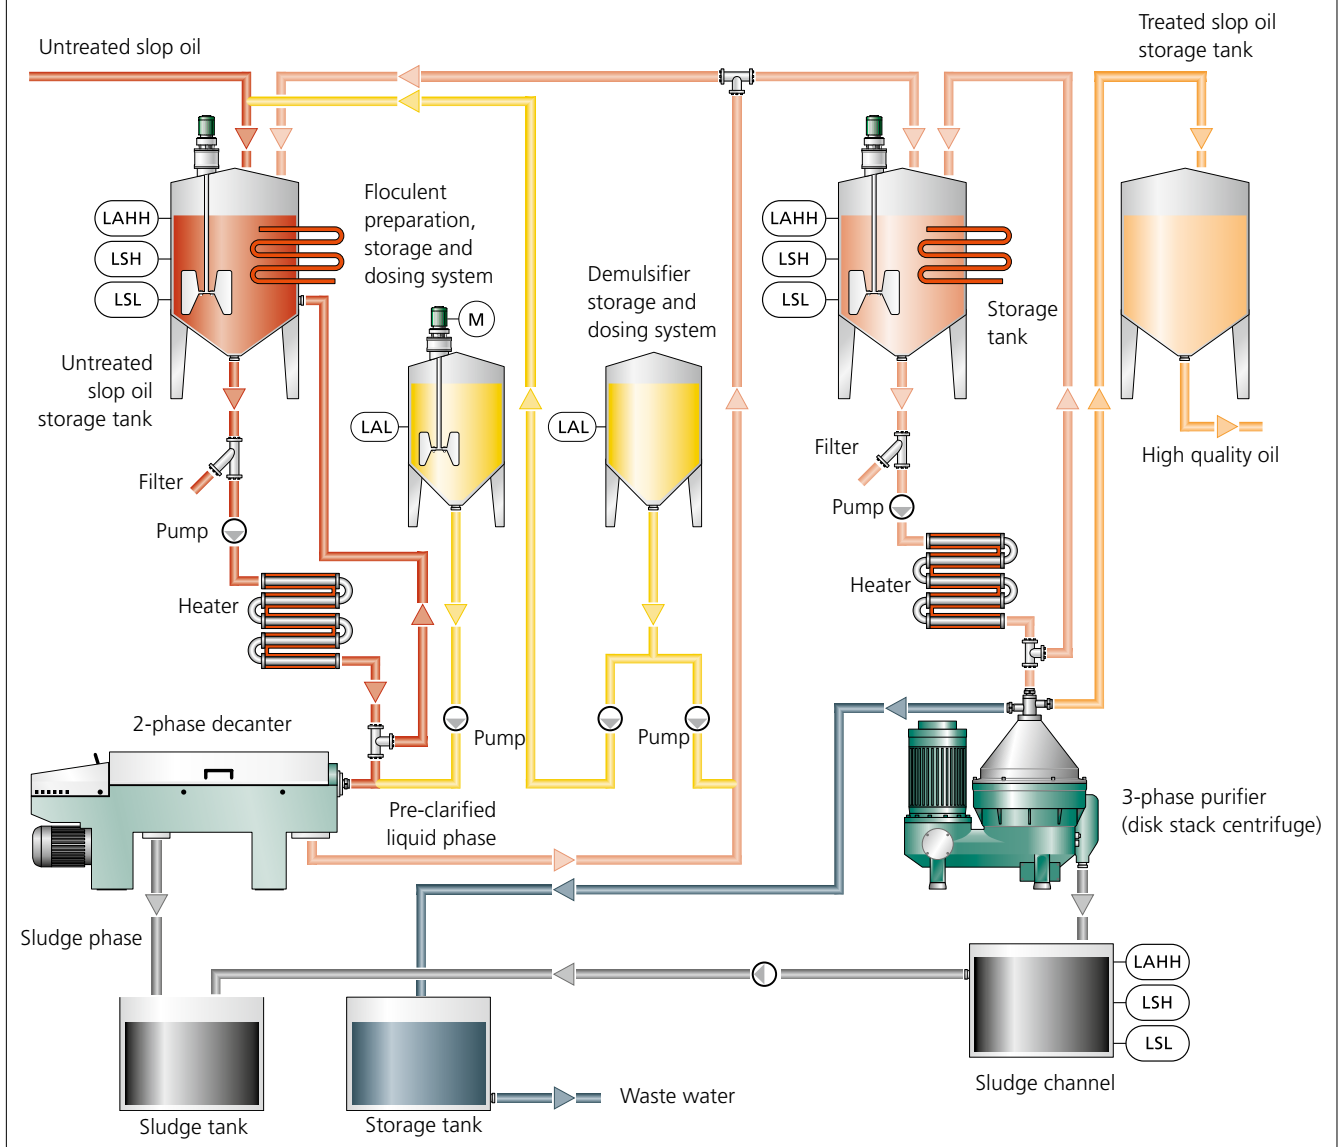 Untreated slop oil
Treated slop oil
storage tank
LAHH
LSH
LSL
Floculent
preparation,
storage and
dosing system
M
LAL
Demulsifier
storage and
dosing system
LAL
LAHH
LSH
LSL
Storage
tank
Untreated
slop oil
storage tank
Filter
Pump
Heater
Filter
Pump
Heater
High quality oil
2-phase decanter
Pump
Pump
Pre-clarified
liquid phase
3-phase purifier
(disk stack centrifuge)
Sludge phase
LAHH
LSH
LSL
Sludge channel
Sludge tank
Storage tank
Waste water